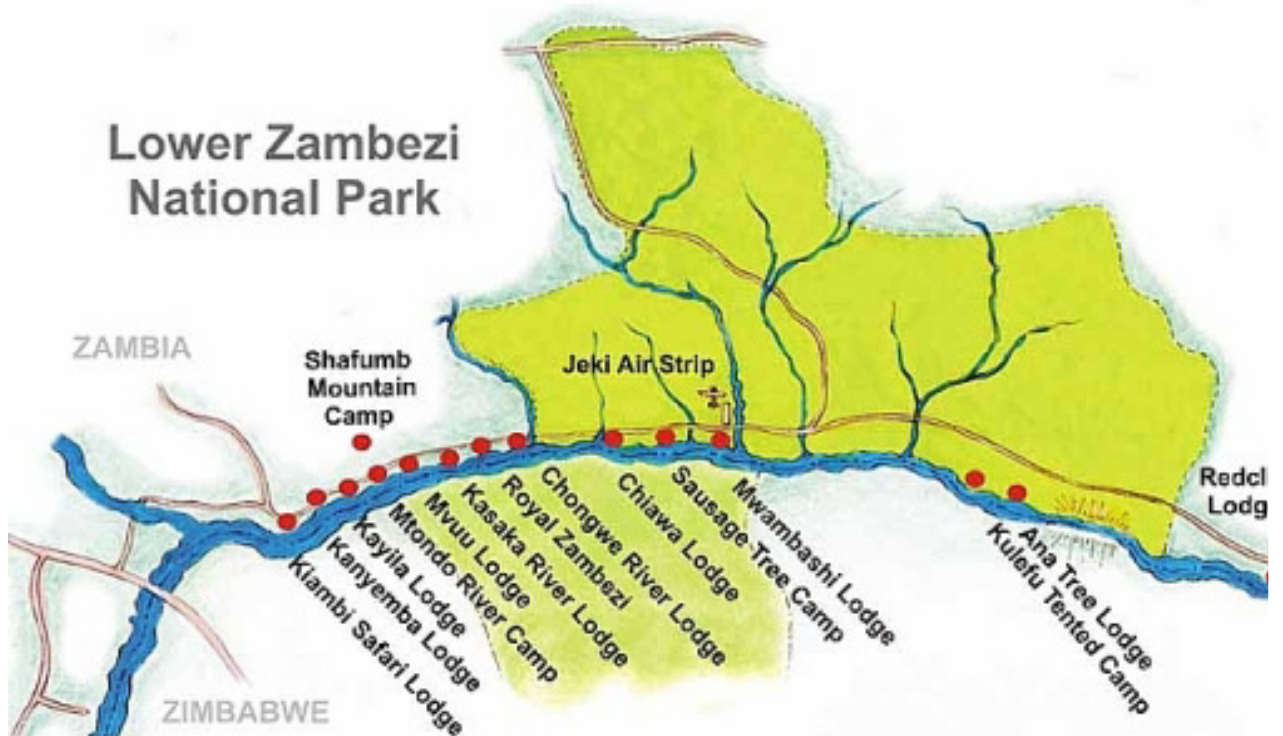 Lower Zambezi
National Park
ZAMBIA
Shafumb
Mountain
Camp
Jeki Air Strip
Redcl
Lodg
Kiambi Safari Lodge
Kanyemba Lodge
Kayila Lodge
Mtondo River Camp
Mvuu Lodge
Kasaka River Lodge
Royal Zambezi
Chongwe River Lodge
Chiawa Lodge
Sausage Tree Camp
Mwambashi Lodge
Kulefu Tented Camp
Ana Tree Lodge
ZIMBABWE